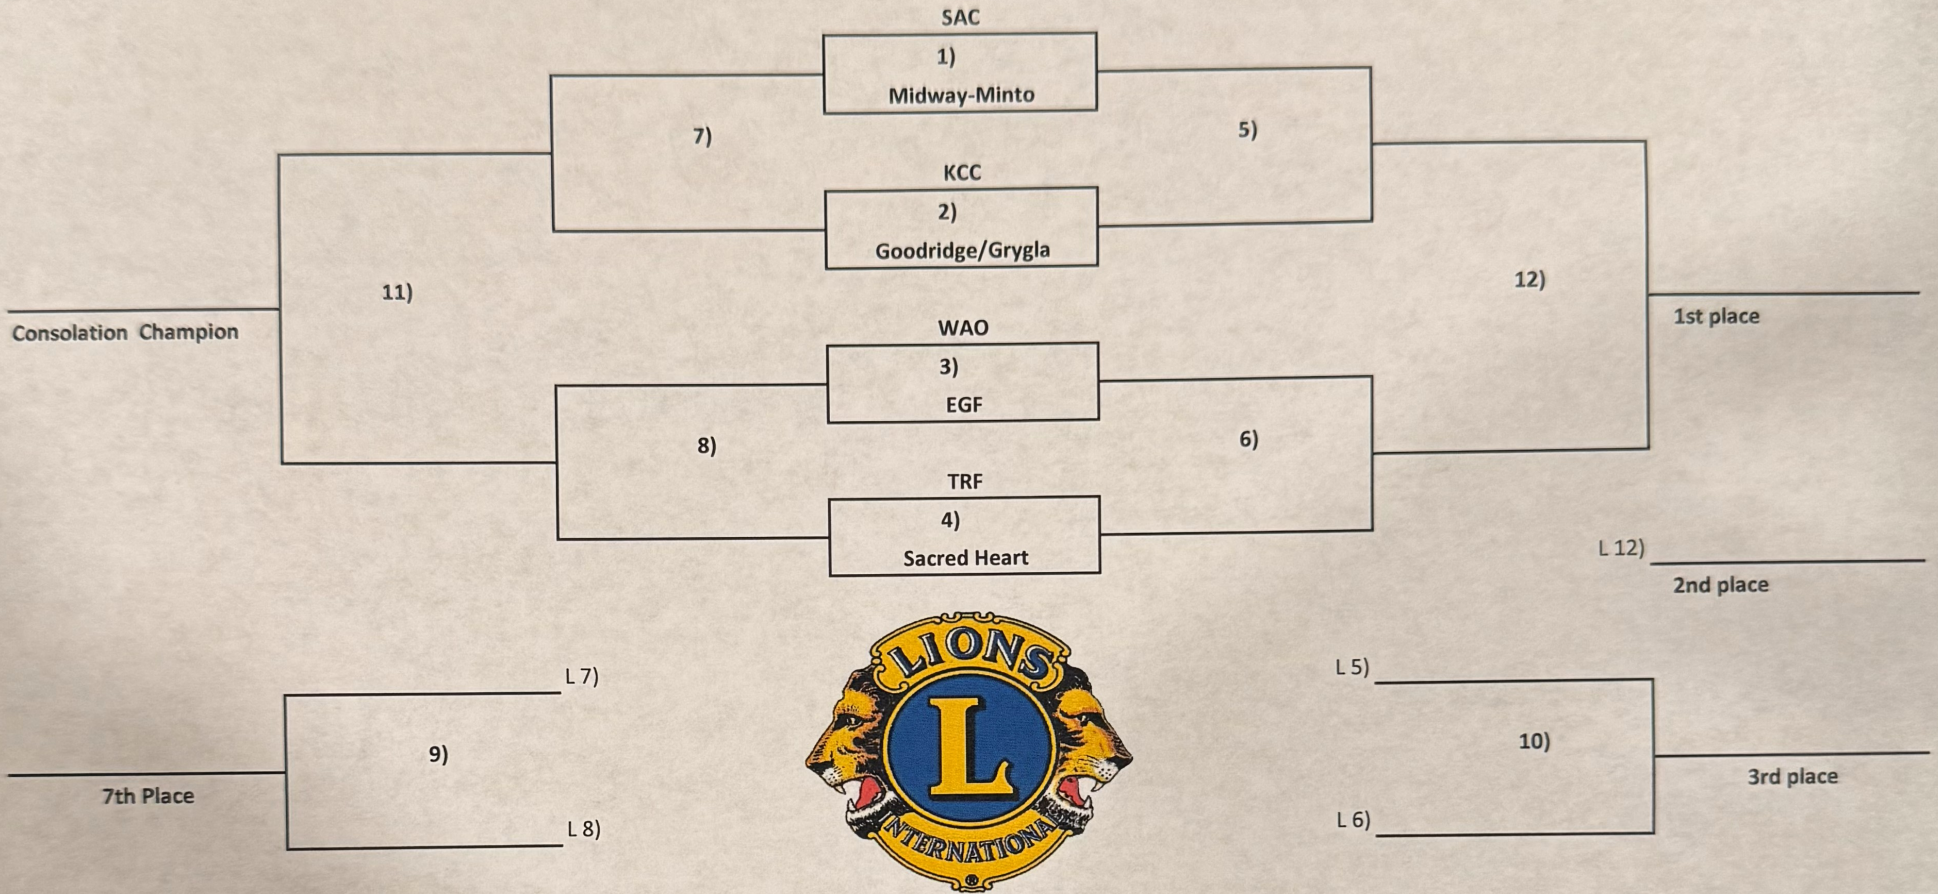 SAC
1)
Midway-Minto
7)
5)
KCC
2)
Goodridge/Grygla
11)
12)
Consolation Champion
1st place
WAO
3)
EGF
8)
6)
TRF
4)
Sacred Heart
L 12)
2nd place
L 7)
L 5)
9)
10)
7th Place
3rd place
L 8)
L 6)
LIONS
L
INTERNATIONAL
®